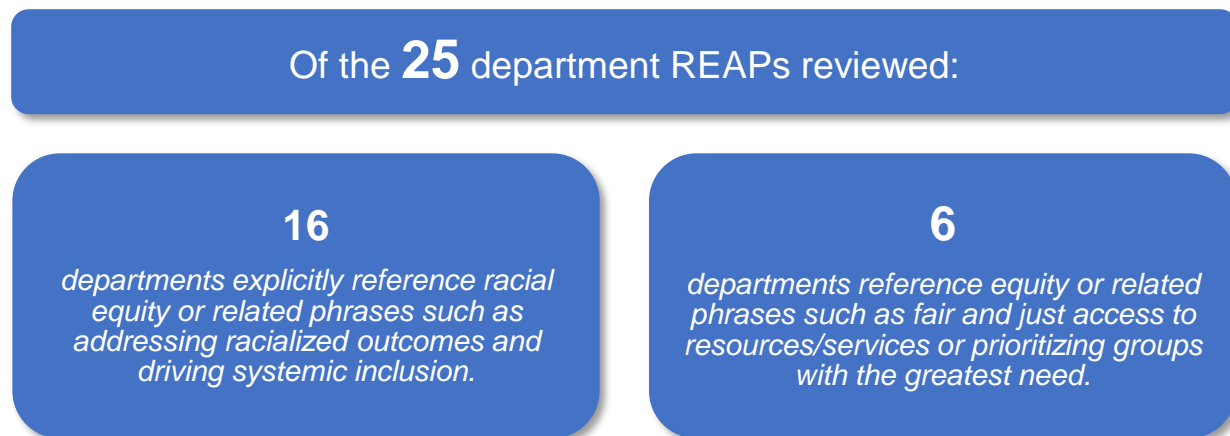 Of the 25 department REAPs reviewed:
16
departments explicitly reference racial
equity or related phrases such as
addressing racialized outcomes and
driving systemic inclusion.
6
departments reference equity or related
phrases such as fair and just access to
resources/services or prioritizing groups
with the greatest need.